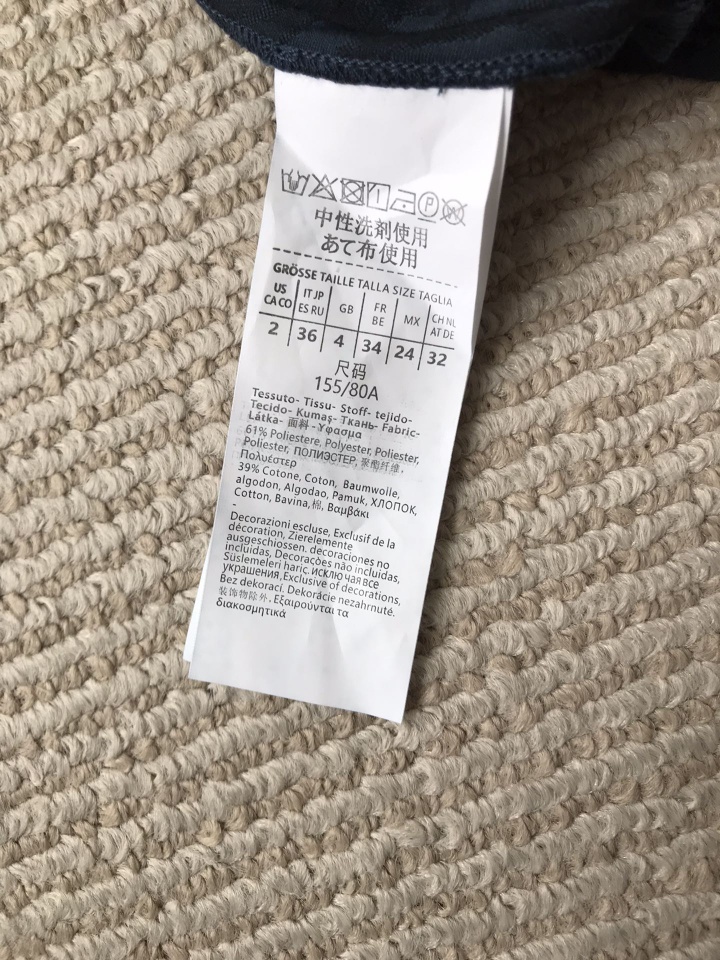 中性洗剤使用
あて布使用
GRÖSSE TAILLE TALLA SIZE TAGLIA
US CA CO | IT JP ES RU | GB | FR BE | MX | CH NL AT DE
2 | 36 | 4 | 34 | 24 | 32
尺码
155/80A
Tessuto- Tissu- Stoff- tejido-
Tecido- Kumaş- Ткань- Fabric-
Látka- 面料 -Υφασμα
61% Poliestere, Polyester, Poliester,
Poliester, ПОЛИЭСТЕР, 聚酯纤维,
Πολυέστερ
39% Cotone, Coton, Baumwolle,
algodon, Algodao, Pamuk, ХЛОПОК,
Cotton, Bavina,棉, Βαμβάκι
-
Decorazioni escluse, Exclusif de la
décoration, Zierelemente
ausgeschlossen. decoraciones no
incluidas, Decorações não incluidas,
Süslemeleri haric. ИСКЛЮЧАЯ ВСЕ
украшения,Exclusive of decorations,
Bez dekorací. Dekorácie nezahrnuté.
装饰物除外. Εξαιρούνται τα
διακοσμητικά